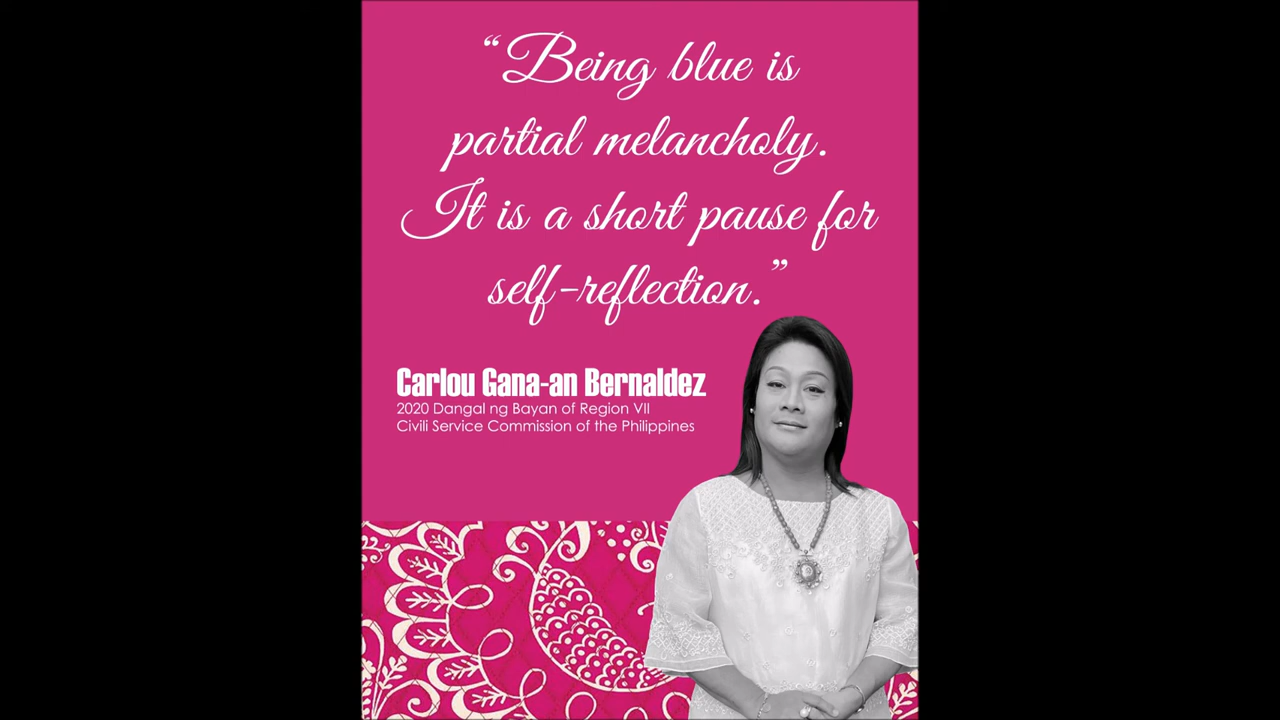 “Being blue is
partial melancholy.
It is a short pause for
self-reflection.”
Carlou Gana-an Bernaldez
2020 Dangal ng Bayan of Region VII
Civili Service Commission of the Philippines